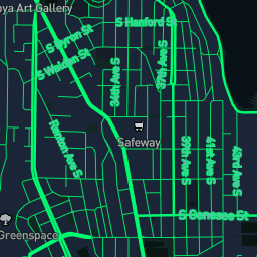 oya Art Gallery
S Hanford St
S Byron St
S Walden St
36th Ave S
37th Ave S
Safeway
Renton Ave S
39th Ave S
41st Ave S
43rd Ave S
S Genesee St
Greenspace